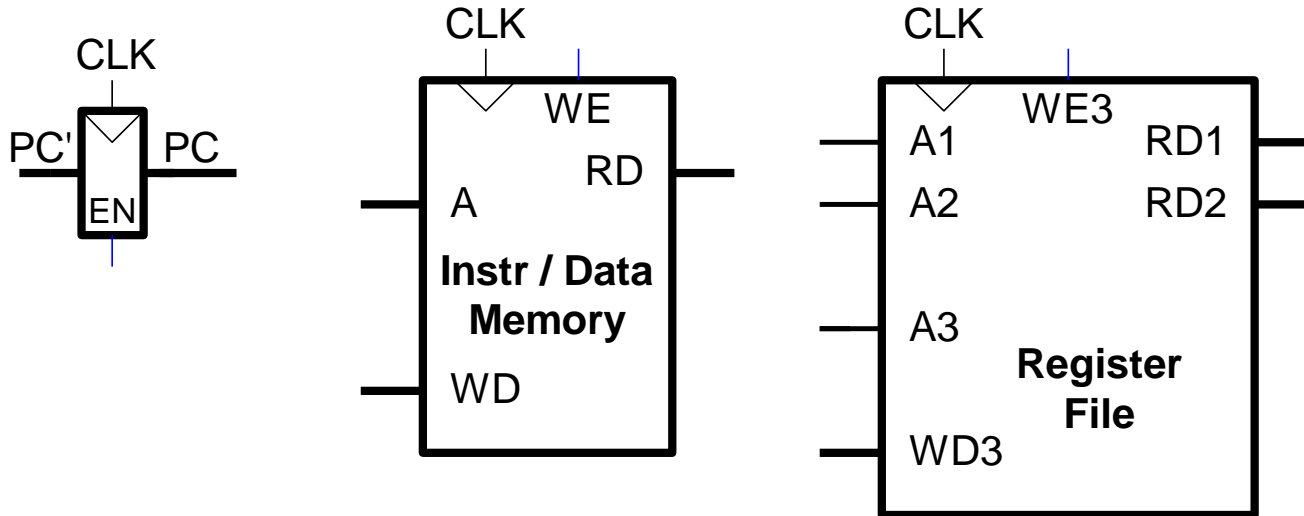 CLK
PC'
PC
EN
CLK
WE
RD
A
Instr / Data
Memory
WD
CLK
WE3
A1
RD1
A2
RD2
A3
Register
File
WD3